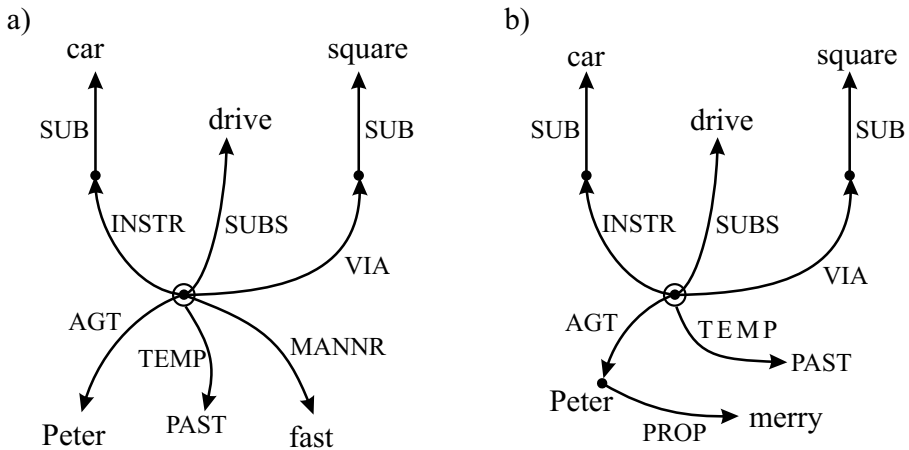 a)
car
square
SUB
drive
SUB
INSTR
SUBS
VIA
AGT
TEMP
MANNR
Peter
PAST
fast
b)
car
square
SUB
drive
SUB
INSTR
SUBS
VIA
AGT
TEMP
PAST
Peter
PROP
merry